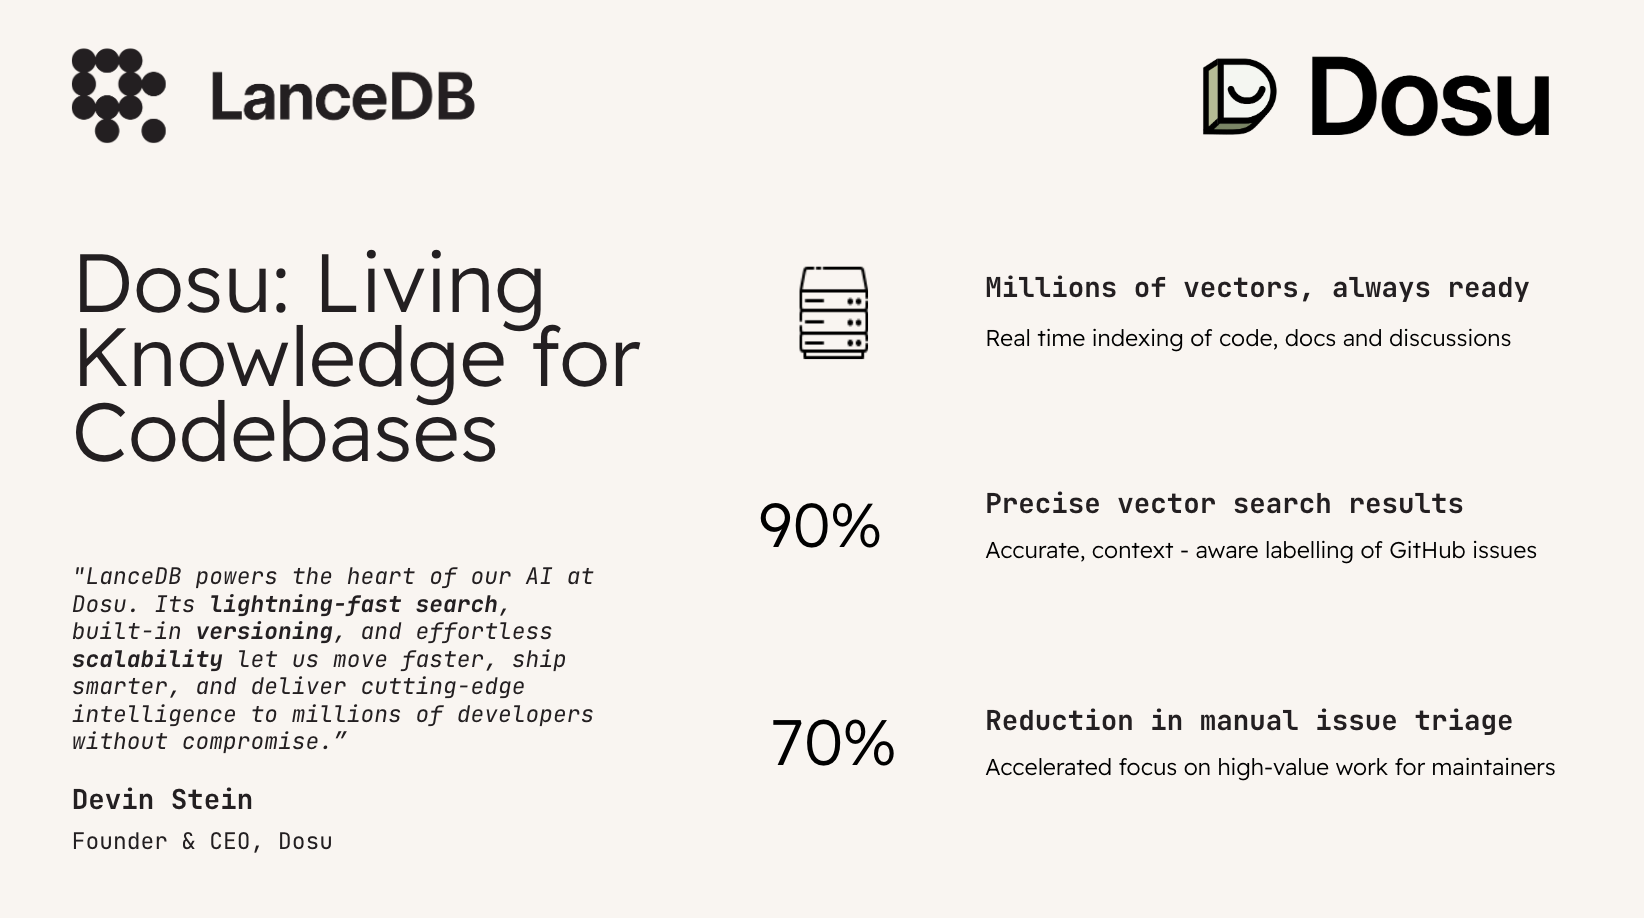 LanceDB
Dosu
Dosu: Living
Knowledge for
Codebases
"LanceDB powers the heart of our AI at
Dosu. Its lightning-fast search,
built-in versioning, and effortless
scalability let us move faster, ship
smarter, and deliver cutting-edge
intelligence to millions of developers
without compromise.”
Devin Stein
Founder & CEO, Dosu
Millions of vectors, always ready
Real time indexing of code, docs and discussions
90%
Precise vector search results
Accurate, context - aware labelling of GitHub issues
70%
Reduction in manual issue triage
Accelerated focus on high-value work for maintainers